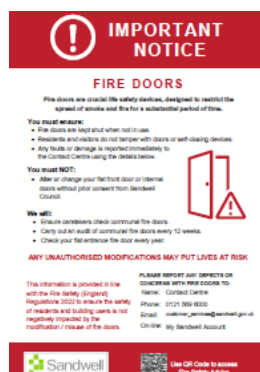 IMPORTANT
NOTICE
FIRE DOORS
Fire doors are crucial life safety devices, designed to restrict the
spread of smoke and fire for a substantial period of time.
You must ensure:
• Fire doors are kept shut when not in use.
• Residents and visitors do not tamper with doors or self-closing devices.
• Any faults or damage is reported immediately to
the Contact Centre using the details below.
You must NOT:
• Alter or change your flat front door or internal
doors without prior consent from Sandwell
Council.
We will:
• Ensure caretakers check communal fire doors.
• Carry out an audit of communal fire doors every 12 weeks.
• Check your flat entrance fire door every year.
ANY UNAUTHORISED MODIFICATIONS MAY PUT LIVES AT RISK
This information is provided in line
with the Fire Safety (England)
Regulations 2022 to ensure the safety
of residents and building users is not
negatively impacted by the
modification / misuse of fire doors.
PLEASE REPORT ANY DEFECTS OR
CONCERNS WITH FIRE DOORS TO:
Name: Contact Centre
Phone: 0121 569 6000
Email: customer_services@sandwell.gov.uk
On-line: My Sandwell Account
Sandwell
Use QR Code to access
Fire Safety Advice